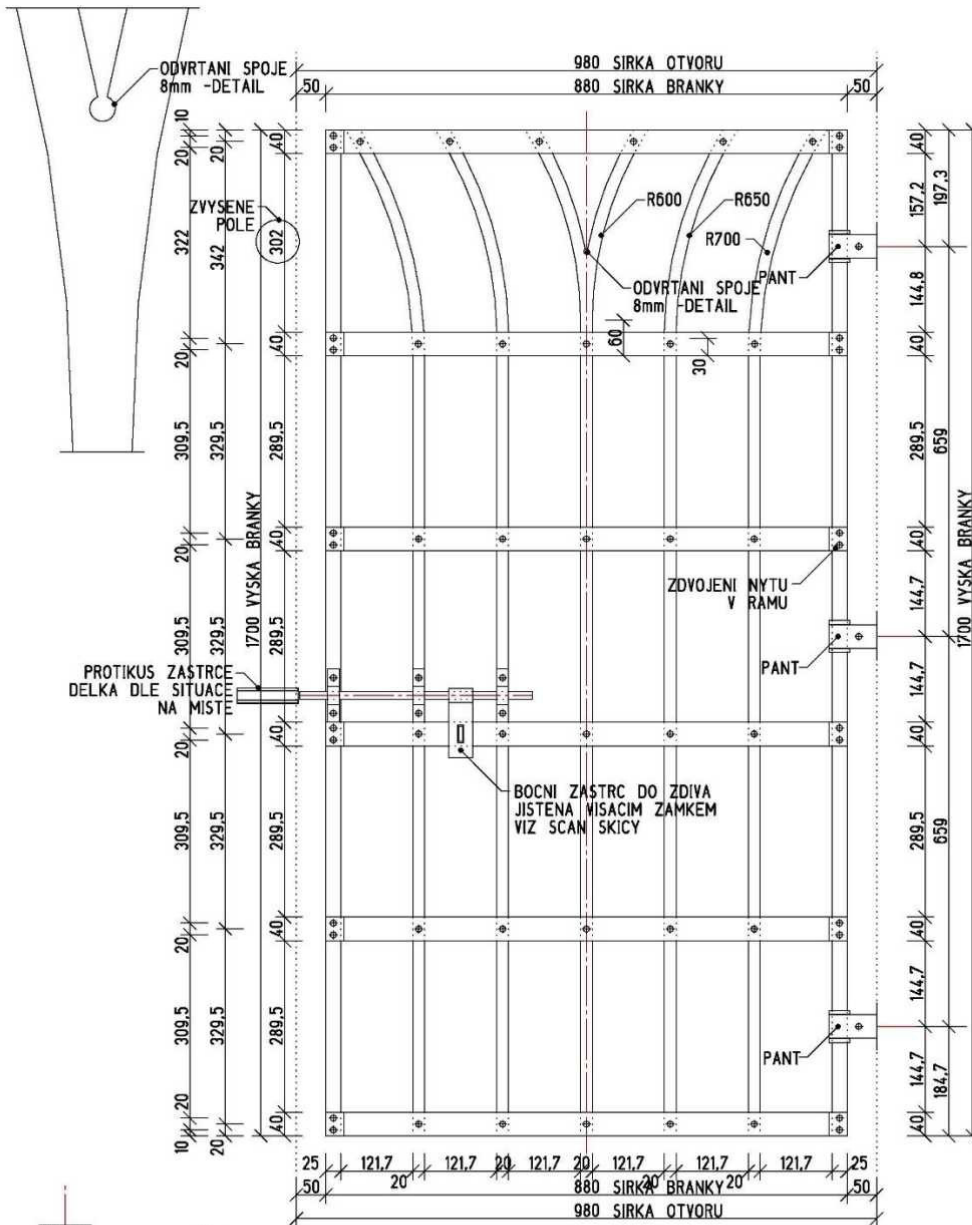 ODVRTANI SPOJE
8mm -DETAIL
980 SIRKA OTVORU
50
880 SIRKA BRANKY
50
10
20
322
20
309,5
20
309,5
20
309,5
20
309,5
20
10
20
342
329,5
329,5
329,5
329,5
20
1700 VYSKA BRANKY
40
302
40
289,5
40
289,5
40
289,5
40
289,5
40
ZVYSENE
POLE
R600
R650
R700
PANT
ODVRTANI SPOJE
8mm -DETAIL
60
30
ZDVOJENI NYTU
V RAMU
PANT
PROTIKUS ZASTRCE
DELKA DLE SITUACE
NA MISTE
BOCNI ZASTRC DO ZDIVA
JISTENA VISACIM ZAMKEM
VIZ SCAN SKICY
PANT
40
157,2
144,8
40
289,5
40
144,7
144,7
40
289,5
40
144,7
144,7
40
197,3
659
659
184,7
1700 VYSKA BRANKY
25
121,7
121,7
20
121,7
20
121,7
121,7
121,7
25
20
20
20
50
880 SIRKA BRANKY
50
980 SIRKA OTVORU